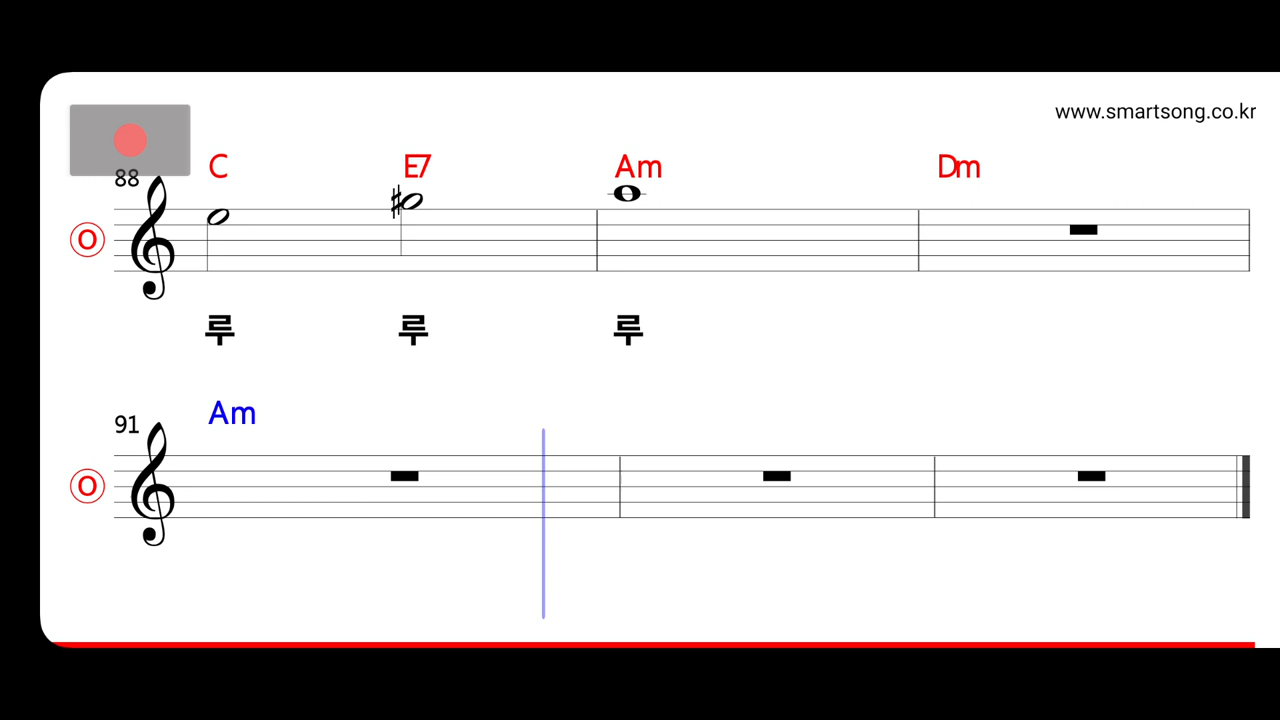 www.smartsong.co.kr
C E7 Am Dm
88
O
루 루 루
Am
91
O